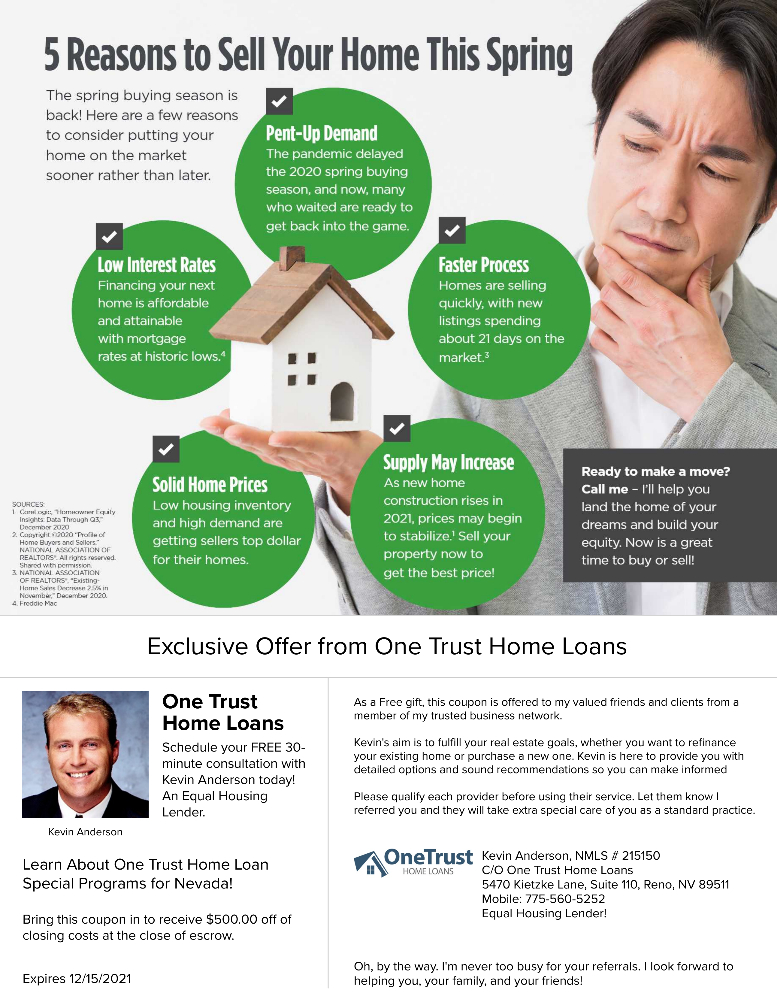 5 Reasons to Sell Your Home This Spring
The spring buying season is
back! Here are a few reasons
to consider putting your
home on the market
sooner rather than later.
Pent-Up Demand
The pandemic delayed
the 2020 spring buying
season, and now, many
who waited are ready to
get back into the game.
Low Interest Rates
Financing your next
home is affordable
and attainable
with mortgage
rates at historic lows.⁴
Faster Process
Homes are selling
quickly, with new
listings spending
about 21 days on the
market.³
Solid Home Prices
Low housing inventory
and high demand are
getting sellers top dollar
for their homes.
Supply May Increase
As new home
construction rises in
2021, prices may begin
to stabilize.¹ Sell your
property now to
get the best price!
Ready to make a move?
Call me – I'll help you
land the home of your
dreams and build your
equity. Now is a great
time to buy or sell!
SOURCES:
1. CoreLogic, "Homeowner Equity
Insights: Data Through Q3,"
December 2020
2. Copyright ©2020 "Profile of
Home Buyers and Sellers."
NATIONAL ASSOCIATION OF
REALTORS®. All rights reserved.
Shared with permission.
3. NATIONAL ASSOCIATION
OF REALTORS®, "Existing-
Home Sales Decrease 2.5% in
November," December 2020.
4. Freddie Mac
Exclusive Offer from One Trust Home Loans
One Trust
Home Loans
Schedule your FREE 30-
minute consultation with
Kevin Anderson today!
An Equal Housing
Lender.
Kevin Anderson
Learn About One Trust Home Loan
Special Programs for Nevada!
Bring this coupon in to receive $500.00 off of
closing costs at the close of escrow.
Expires 12/15/2021
As a Free gift, this coupon is offered to my valued friends and clients from a
member of my trusted business network.
Kevin's aim is to fulfill your real estate goals, whether you want to refinance
your existing home or purchase a new one. Kevin is here to provide you with
detailed options and sound recommendations so you can make informed
Please qualify each provider before using their service. Let them know I
referred you and they will take extra special care of you as a standard practice.
OneTrust
HOME LOANS
Kevin Anderson, NMLS # 215150
C/O One Trust Home Loans
5470 Kietzke Lane, Suite 110, Reno, NV 89511
Mobile: 775-560-5252
Equal Housing Lender!
Oh, by the way. I'm never too busy for your referrals. I look forward to
helping you, your family, and your friends!